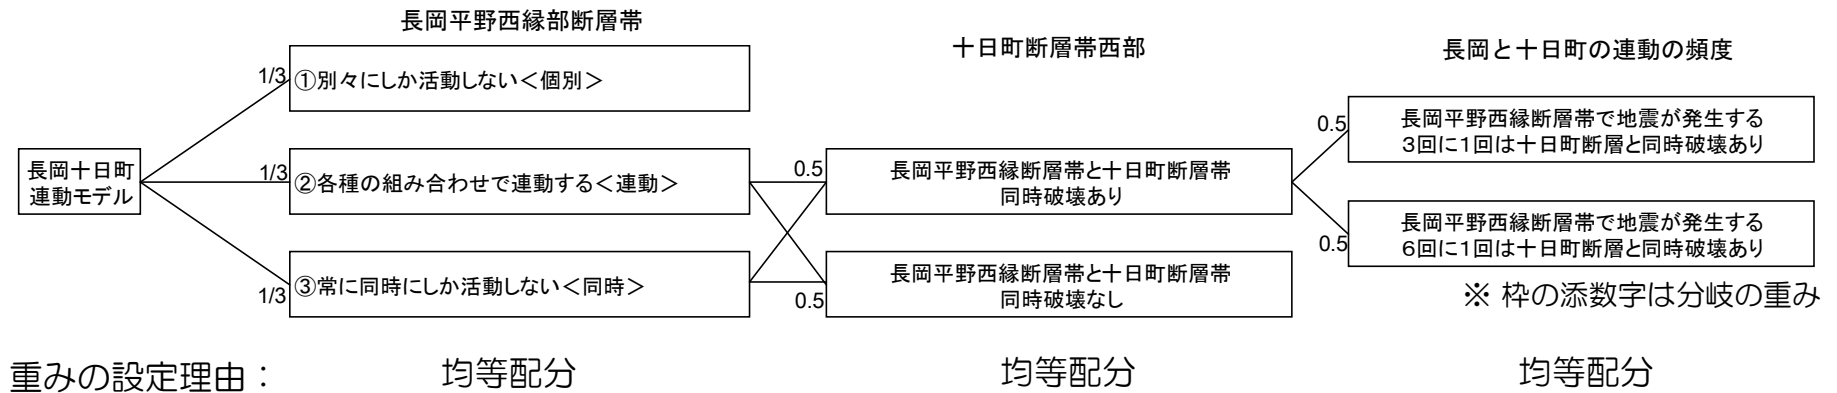 長岡平野西縁部断層帯
十日町断層帯西部
長岡と十日町の連動の頻度
長岡十日町
連動モデル
1/3
①別々にしか活動しない＜個別＞
1/3
②各種の組み合わせで連動する＜連動＞
1/3
③常に同時にしか活動しない＜同時＞
0.5
長岡平野西縁断層帯と十日町断層帯
同時破壊あり
0.5
長岡平野西縁断層帯と十日町断層帯
同時破壊なし
0.5
長岡平野西縁断層帯で地震が発生する
３回に１回は十日町断層と同時破壊あり
0.5
長岡平野西縁断層帯で地震が発生する
６回に１回は十日町断層と同時破壊あり
※ 枠の添数字は分岐の重み
重みの設定理由：
均等配分
均等配分
均等配分